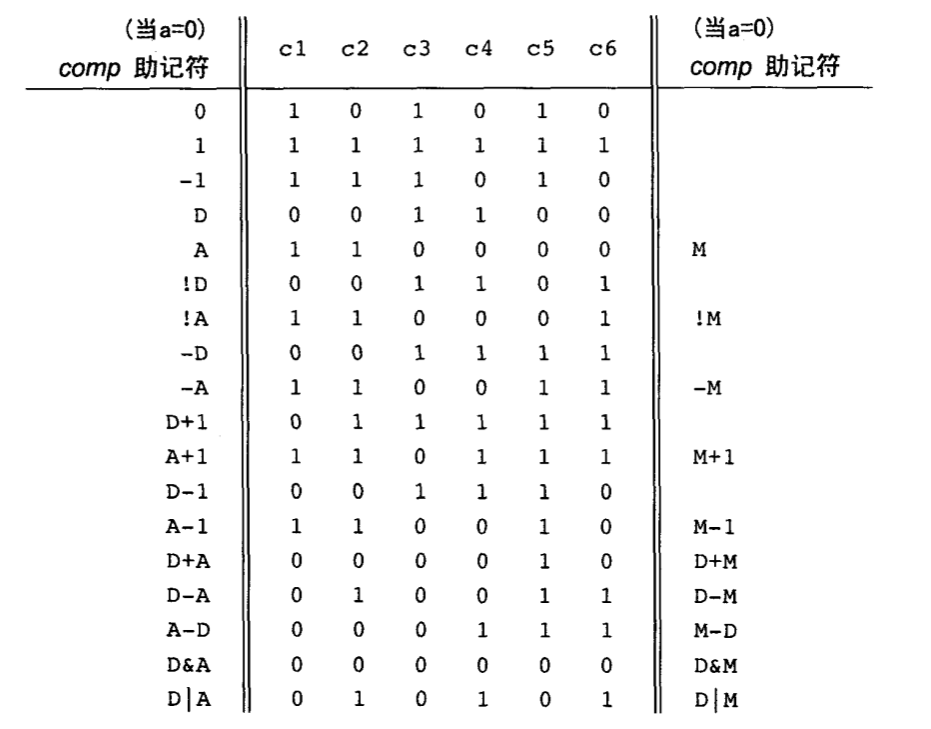 (当a=0) (当a=0)
comp 助记符 c1 c2 c3 c4 c5 c6 comp 助记符
0 1 0 1 0 1 0
1 1 1 1 1 1 1
-1 1 1 1 0 1 0
D 0 0 1 1 0 0
A 1 1 0 0 0 0 M
!D 0 0 1 1 0 1
!A 1 1 0 0 0 1 !M
-D 0 0 1 1 1 1
-A 1 1 0 0 1 1 -M
D+1 0 1 1 1 1 1
A+1 1 1 0 1 1 1 M+1
D-1 0 0 1 1 1 0
A-1 1 1 0 0 1 0 M-1
D+A 0 0 0 0 1 0 D+M
D-A 0 1 0 0 1 1 D-M
A-D 0 0 0 1 1 1 M-D
D&A 0 0 0 0 0 0 D&M
D|A 0 1 0 1 0 1 D|M